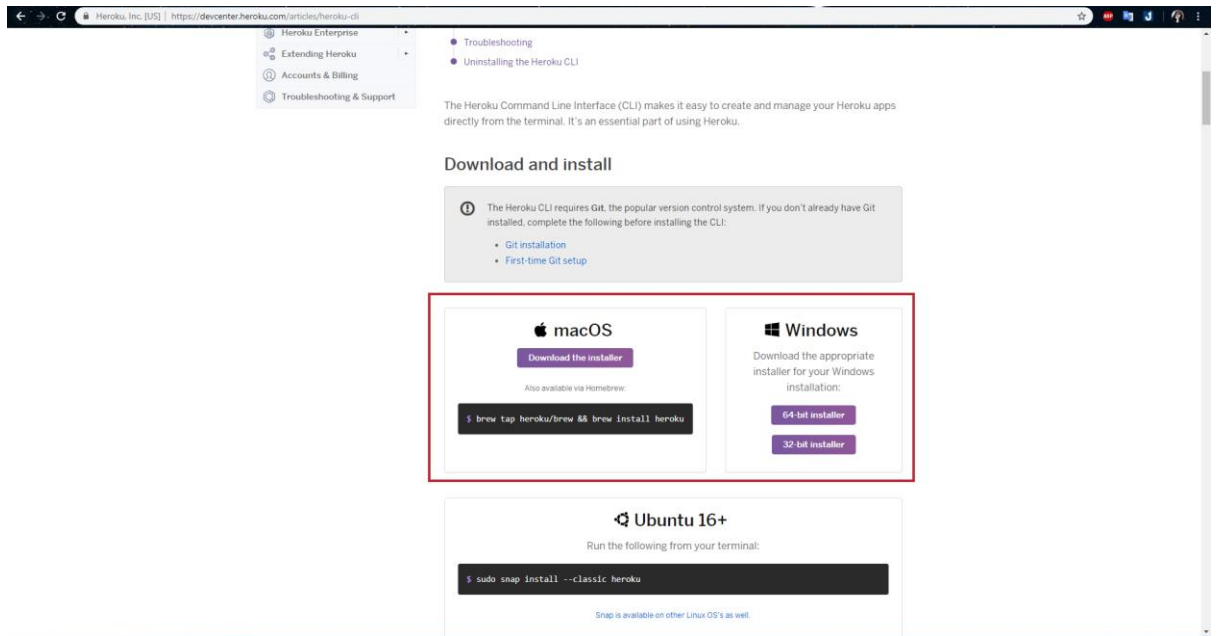 Heroku, Inc. [US] | https://devcenter.heroku.com/articles/heroku-cli
Heroku Enterprise
Extending Heroku
Accounts & Billing
Troubleshooting & Support
Troubleshooting
Uninstalling the Heroku CLI
The Heroku Command Line Interface (CLI) makes it easy to create and manage your Heroku apps
directly from the terminal. It's an essential part of using Heroku.
Download and install
The Heroku CLI requires Git, the popular version control system. If you don't already have Git
installed, complete the following before installing the CLI:
• Git installation
• First-time Git setup
macOS
Download the installer
Also available via Homebrew:
$ brew tap heroku/brew && brew install heroku
Windows
Download the appropriate
installer for your Windows
installation:
64-bit installer
32-bit installer
Ubuntu 16+
Run the following from your terminal:
$ sudo snap install --classic heroku
Snap is available on other Linux OS's as well.